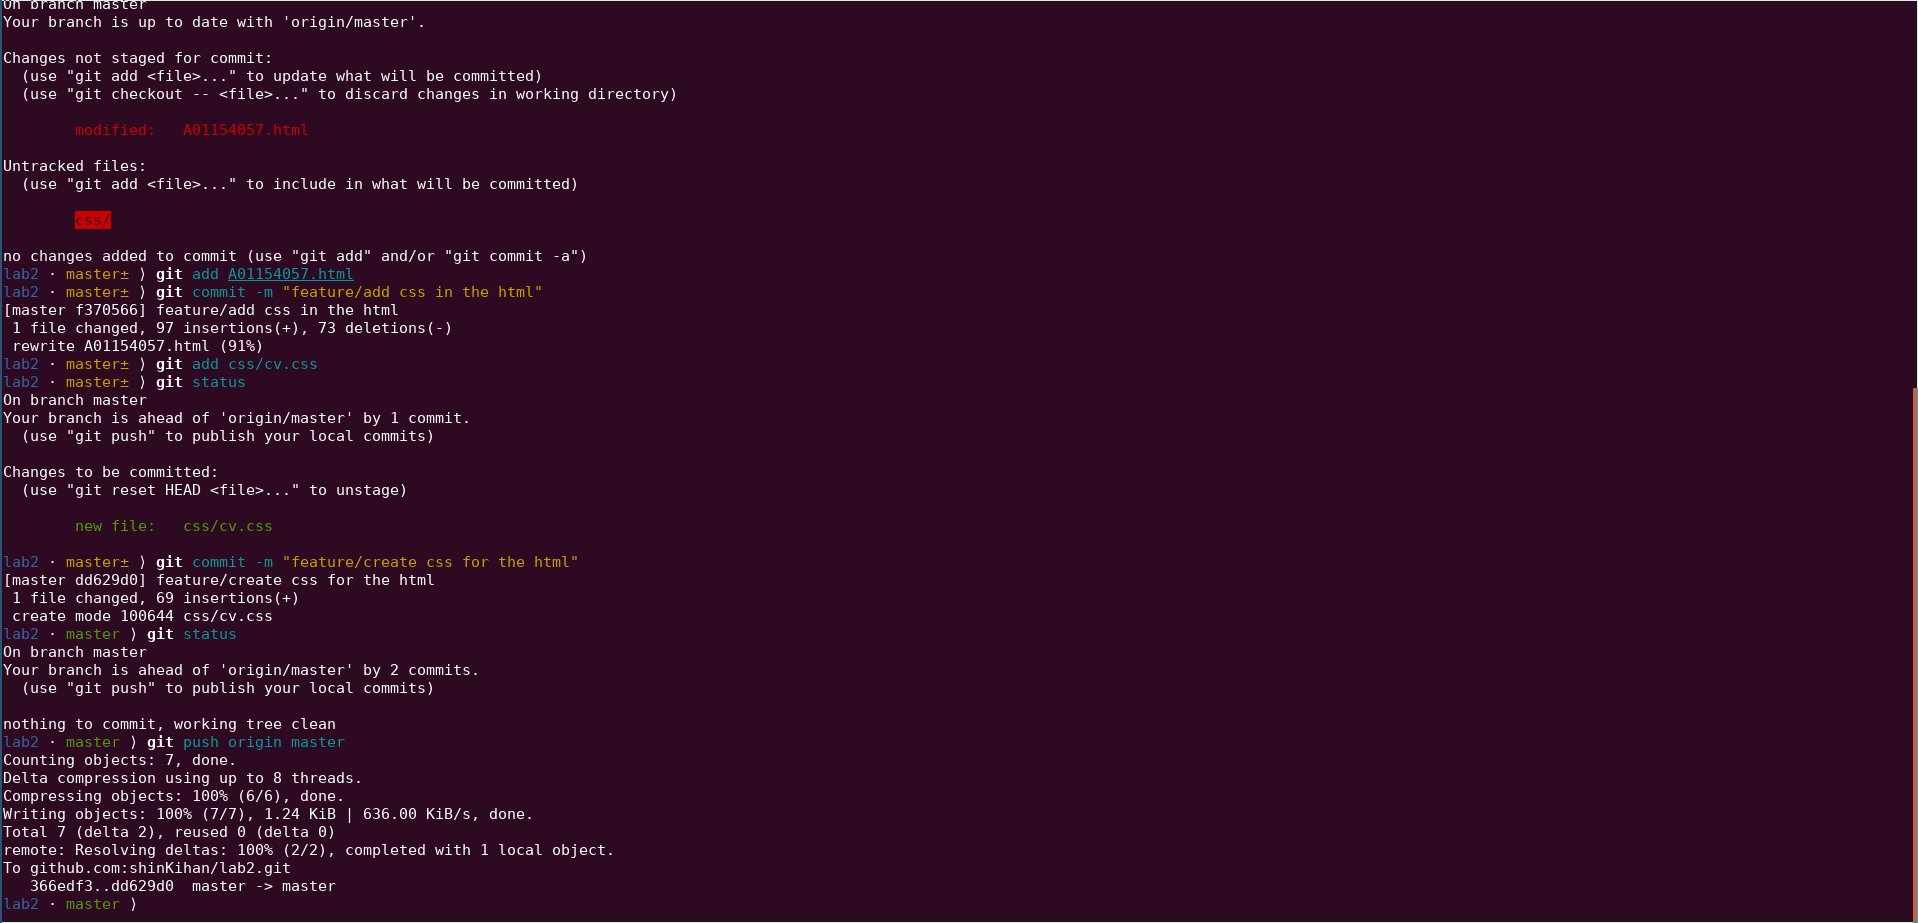 On branch master
Your branch is up to date with 'origin/master'.
Changes not staged for commit:
  (use "git add <file>..." to update what will be committed)
  (use "git checkout -- <file>..." to discard changes in working directory)
        modified:   A01154057.html
Untracked files:
  (use "git add <file>..." to include in what will be committed)
        css/
no changes added to commit (use "git add" and/or "git commit -a")
lab2 · master± ⟩ git add A01154057.html
lab2 · master± ⟩ git commit -m "feature/add css in the html"
[master f370566] feature/add css in the html
 1 file changed, 97 insertions(+), 73 deletions(-)
 rewrite A01154057.html (91%)
lab2 · master± ⟩ git add css/cv.css
lab2 · master± ⟩ git status
On branch master
Your branch is ahead of 'origin/master' by 1 commit.
  (use "git push" to publish your local commits)
Changes to be committed:
  (use "git reset HEAD <file>..." to unstage)
        new file:   css/cv.css
lab2 · master± ⟩ git commit -m "feature/create css for the html"
[master dd629d0] feature/create css for the html
 1 file changed, 69 insertions(+)
 create mode 100644 css/cv.css
lab2 · master ⟩ git status
On branch master
Your branch is ahead of 'origin/master' by 2 commits.
  (use "git push" to publish your local commits)
nothing to commit, working tree clean
lab2 · master ⟩ git push origin master
Counting objects: 7, done.
Delta compression using up to 8 threads.
Compressing objects: 100% (6/6), done.
Writing objects: 100% (7/7), 1.24 KiB | 636.00 KiB/s, done.
Total 7 (delta 2), reused 0 (delta 0)
remote: Resolving deltas: 100% (2/2), completed with 1 local object.
To github.com:shinKihan/lab2.git
   366edf3..dd629d0  master -> master
lab2 · master ⟩